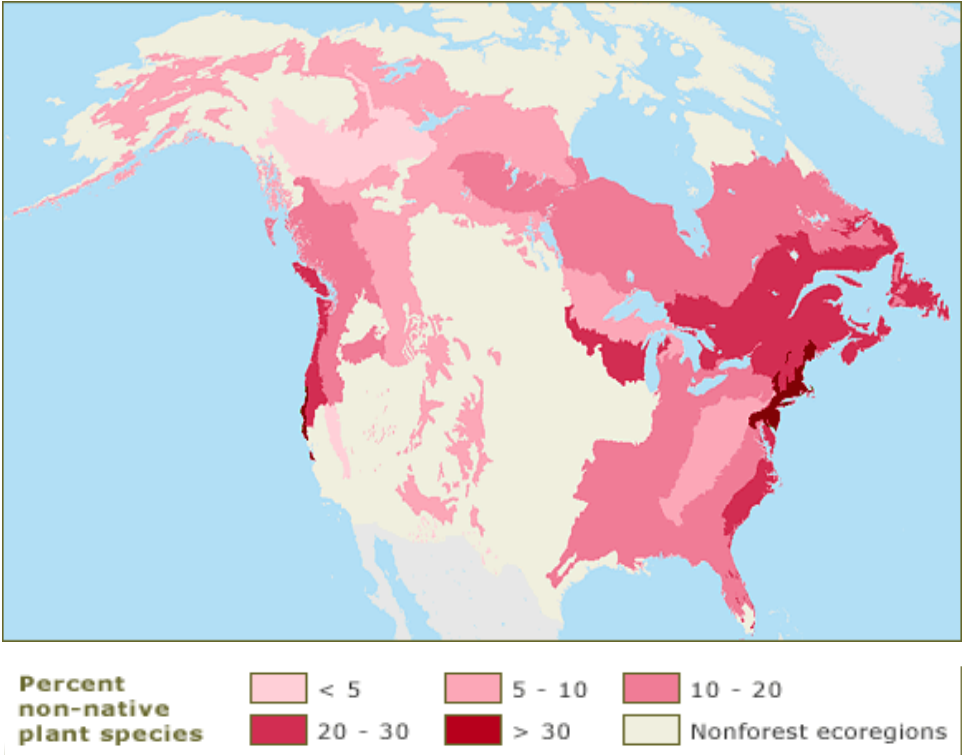 Percent
non-native
plant species
< 5
5 - 10
10 - 20
20 - 30
> 30
Nonforest ecoregions